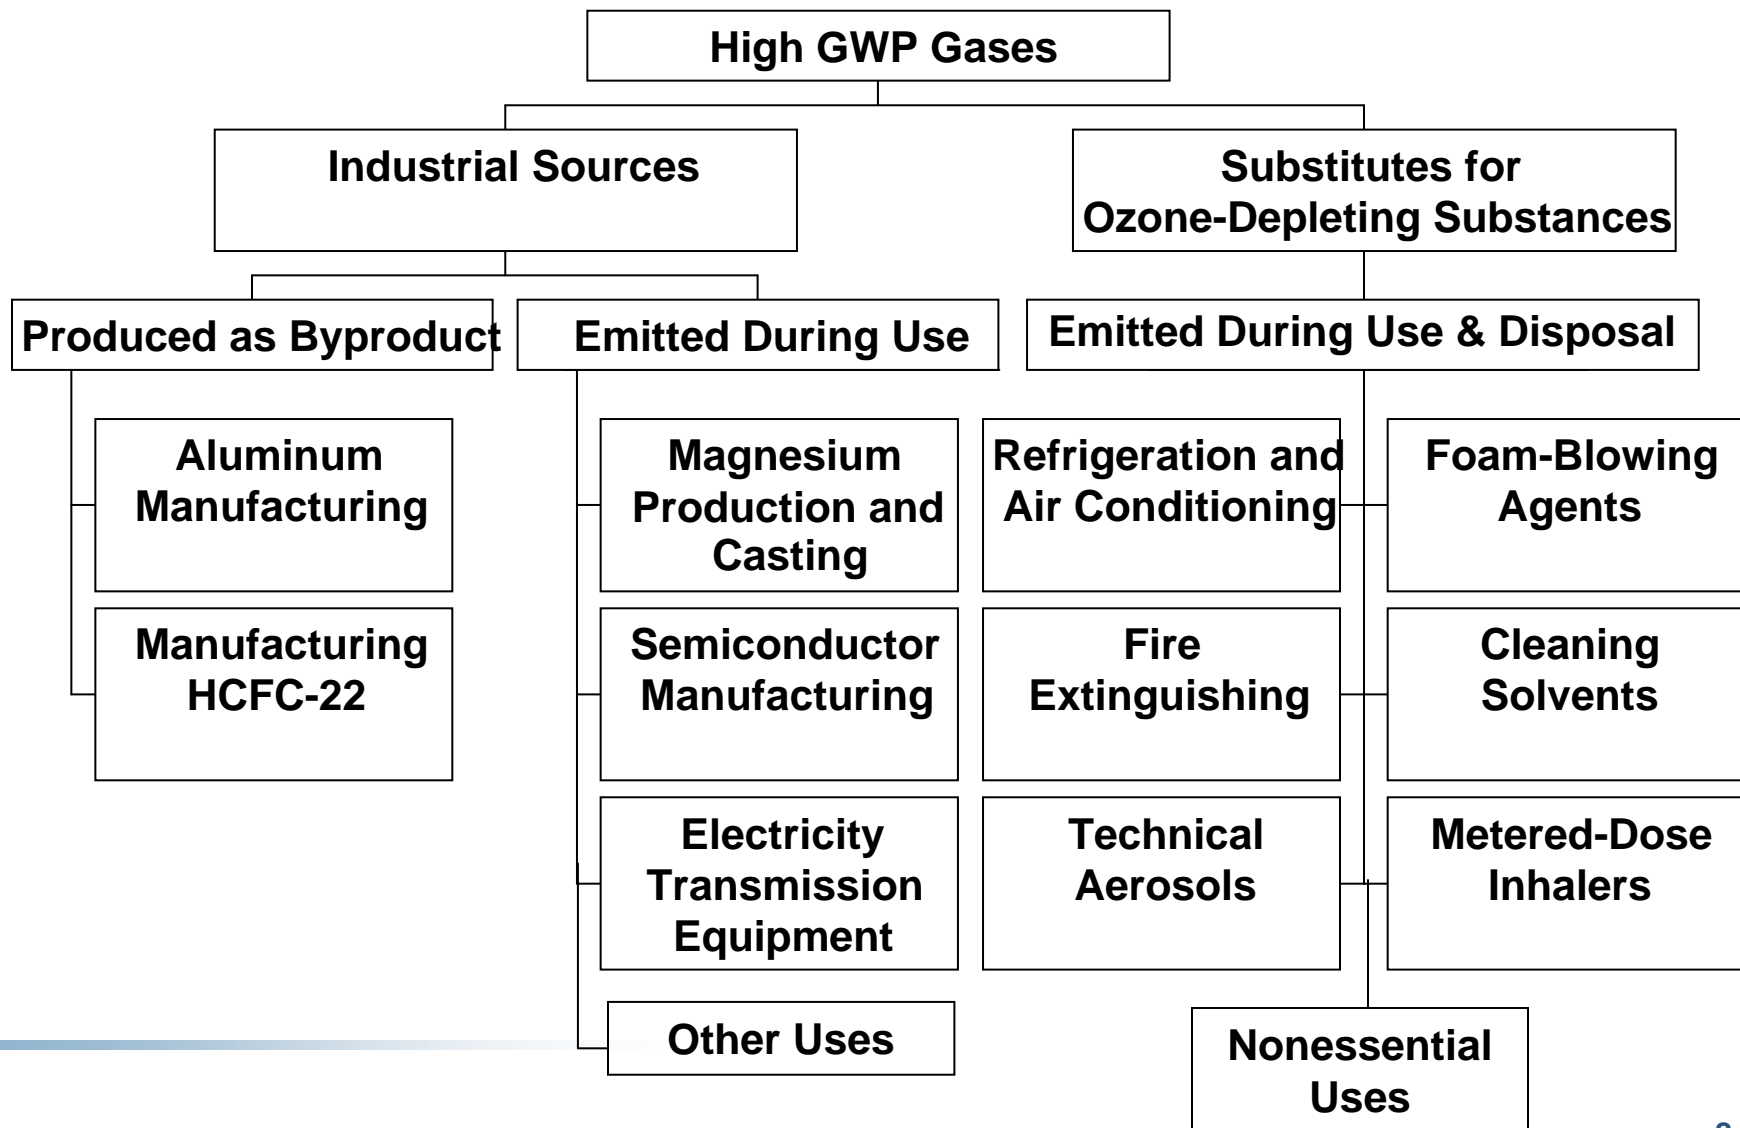 High GWP Gases
Industrial Sources
Substitutes for
Ozone-Depleting Substances
Produced as Byproduct
Emitted During Use
Emitted During Use & Disposal
Aluminum
Manufacturing
Magnesium
Production and
Casting
Refrigeration and
Air Conditioning
Foam-Blowing
Agents
Manufacturing
HCFC-22
Semiconductor
Manufacturing
Fire
Extinguishing
Cleaning
Solvents
Electricity
Transmission
Equipment
Technical
Aerosols
Metered-Dose
Inhalers
Other Uses
Nonessential
Uses